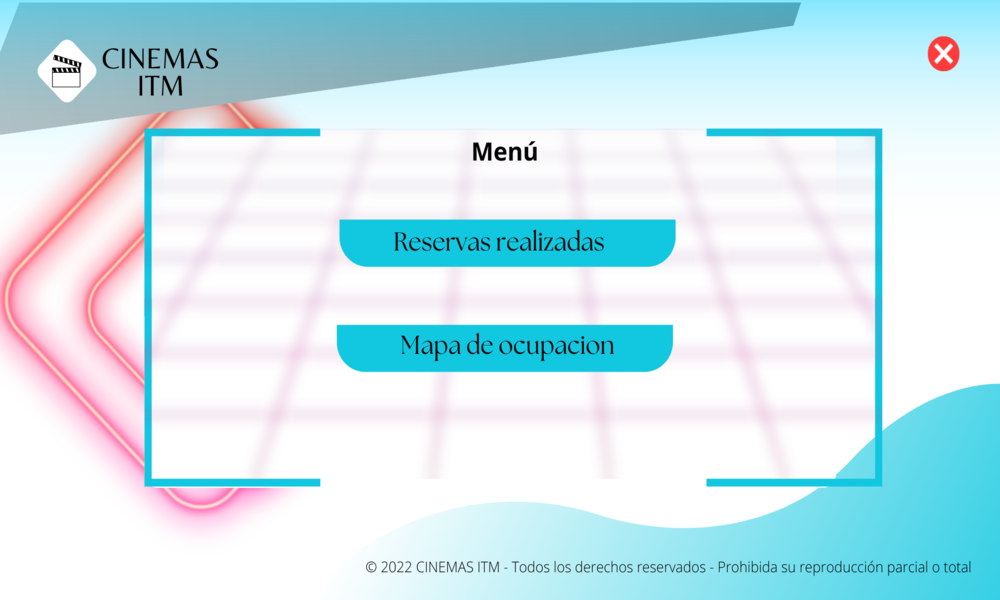 CINEMAS
ITM
Menú
Reservas realizadas
Mapa de ocupacion
© 2022 CINEMAS ITM - Todos los derechos reservados - Prohibida su reproducción parcial o total